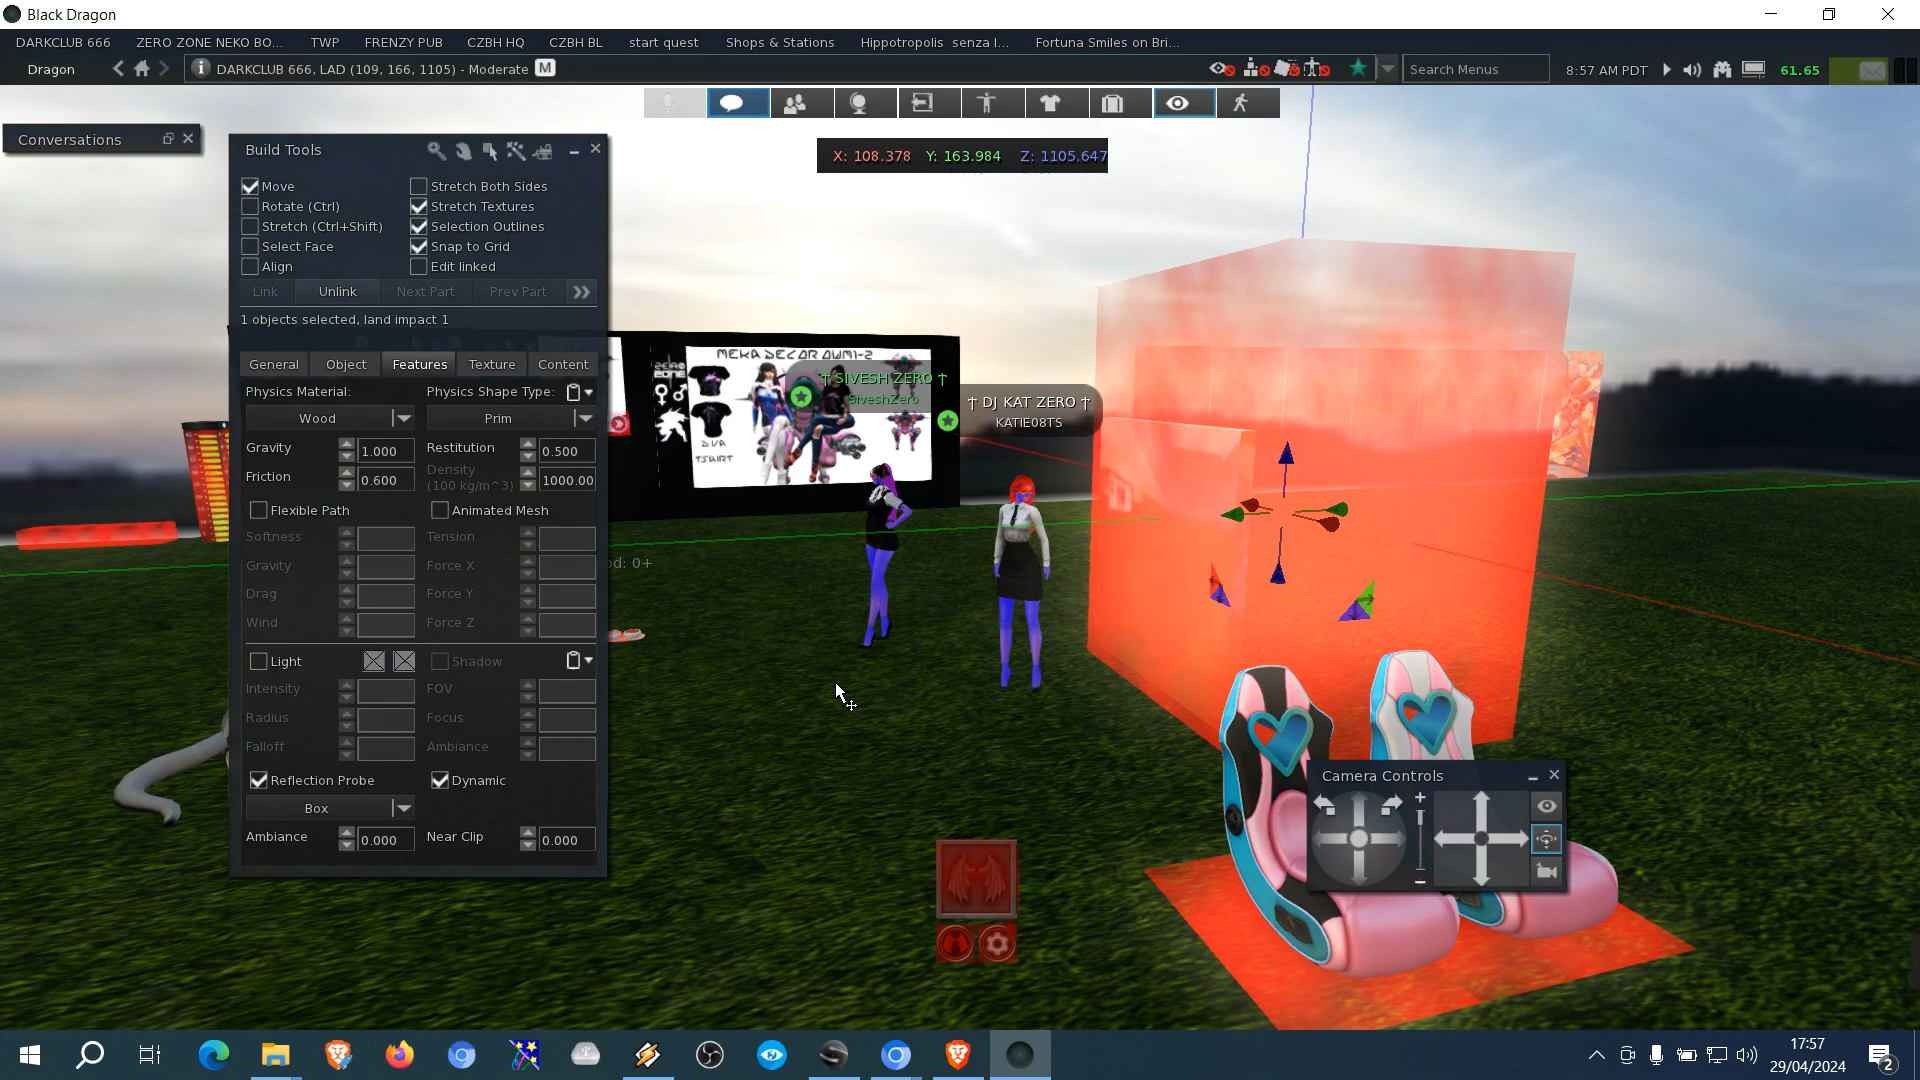 Black Dragon
DARKCLUB 666 ZERO ZONE NEKO BO... TWP FRENZY PUB CZBH HQ CZBH BL start quest Shops & Stations Hippotropolis senza l... Fortuna Smiles on Bri...
Dragon DARKCLUB 666, LAD (109, 166, 1105) - Moderate M Search Menus 8:57 AM PDT 61.65
Conversations
Build Tools
X: 108.378 Y: 163.984 Z: 1105.647
Move Stretch Both Sides
Rotate (Ctrl) Stretch Textures
Stretch (Ctrl+Shift) Selection Outlines
Select Face Snap to Grid
Align Edit linked
Link Unlink Next Part Prev Part
1 objects selected, land impact 1
General Object Features Texture Content
Physics Material: Physics Shape Type:
Wood Prim
Gravity 1.000 Restitution 0.500
Friction 0.600 Density (100 kg/m^3) 1000.00
Flexible Path Animated Mesh
Softness Tension
Gravity Force X
Drag Force Y
Wind Force Z
Light Shadow
Intensity FOV
Radius Focus
Falloff Ambiance
Reflection Probe Dynamic
Box
Ambiance 0.000 Near Clip 0.000
MEKA DECOR OWM1-2
ZERO
ZONE
D.VA
TSHIRT
† SIVESH ZERO †
SiveshZero
† DJ KAT ZERO †
KATIE08TS
od: 0+
Camera Controls
17:57
29/04/2024
2